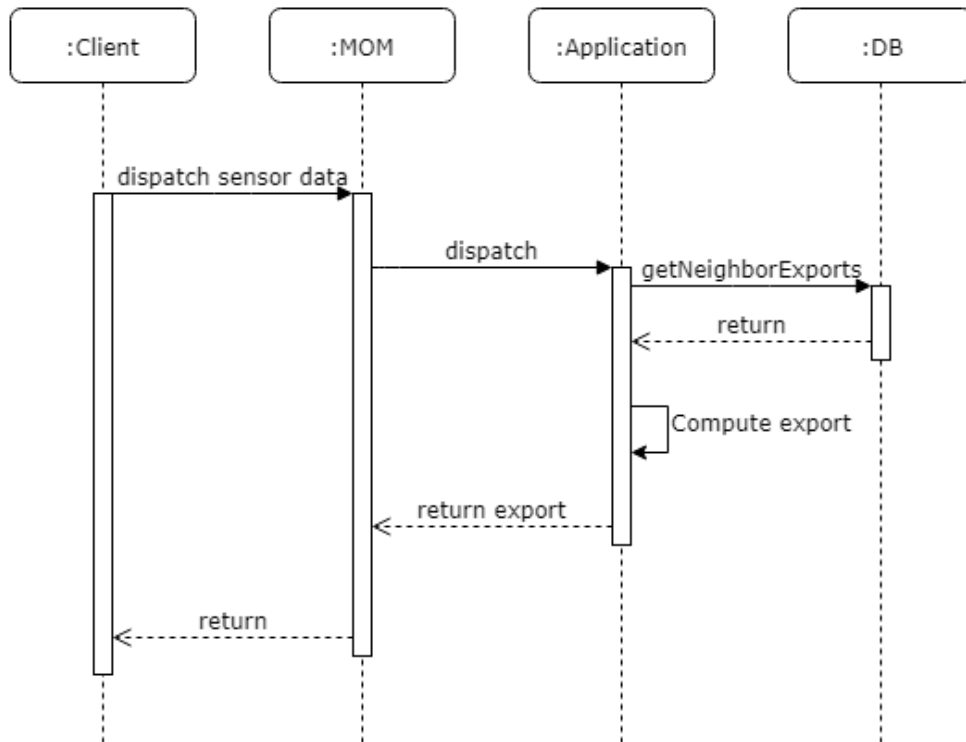 :Client
:MOM
:Application
:DB
dispatch sensor data
dispatch
getNeighborExports
return
Compute export
return export
return